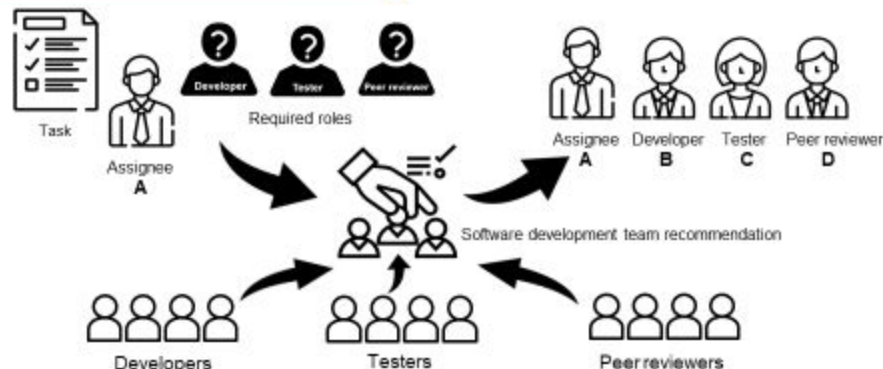 Developer
Tester
Peer reviewer
Task
Required roles
Assignee
A
Assignee
A
Developer
B
Tester
C
Peer reviewer
D
Software development team recommendation
Developers
Testers
Peer reviewers